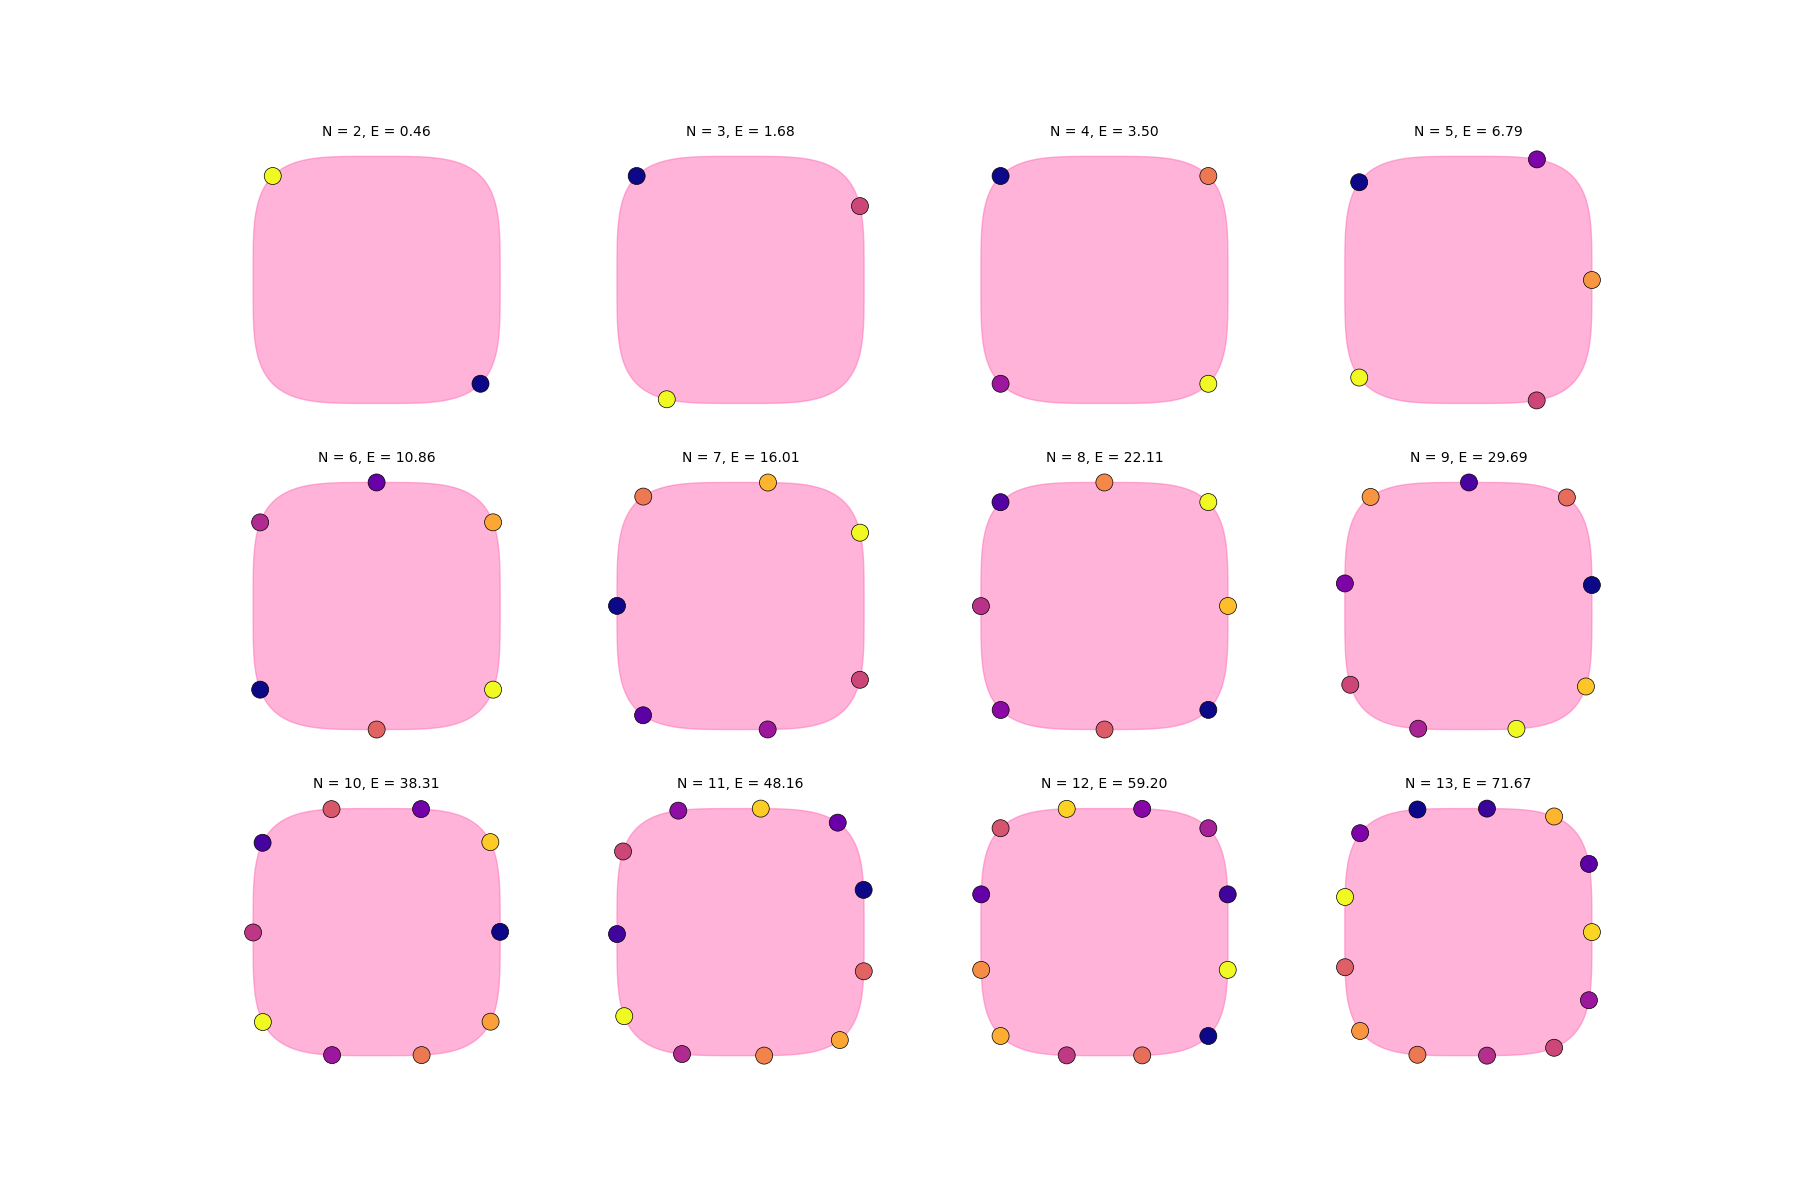 N = 2, E = 0.46
N = 3, E = 1.68
N = 4, E = 3.50
N = 5, E = 6.79
N = 6, E = 10.86
N = 7, E = 16.01
N = 8, E = 22.11
N = 9, E = 29.69
N = 10, E = 38.31
N = 11, E = 48.16
N = 12, E = 59.20
N = 13, E = 71.67